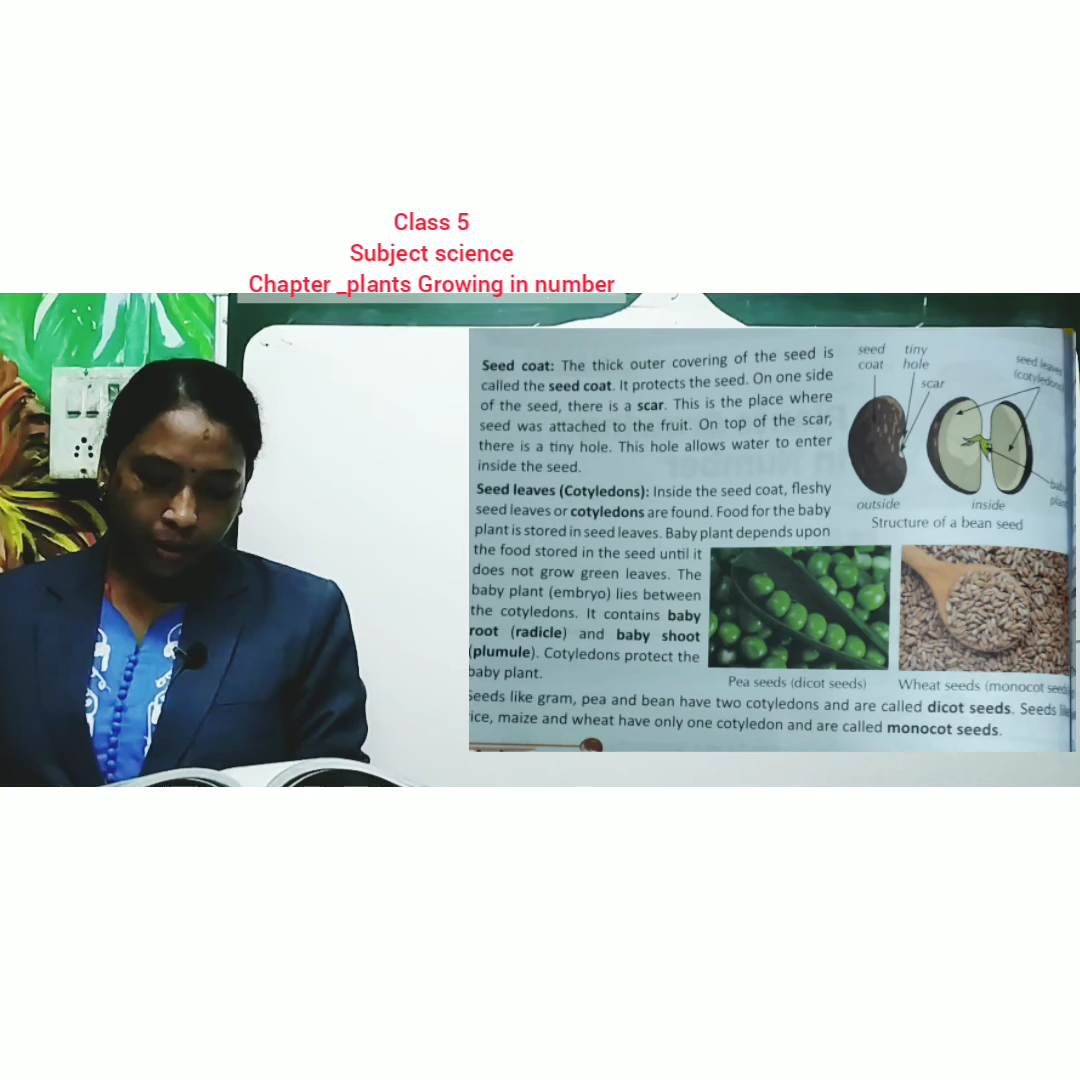 Class 5
Subject science
Chapter _plants Growing in number
Seed coat: The thick outer covering of the seed is
called the seed coat. It protects the seed. On one side
of the seed, there is a scar. This is the place where
seed was attached to the fruit. On top of the scar,
there is a tiny hole. This hole allows water to enter
inside the seed.
Seed leaves (Cotyledons): Inside the seed coat, fleshy
seed leaves or cotyledons are found. Food for the baby
plant is stored in seed leaves. Baby plant depends upon
the food stored in the seed until it
does not grow green leaves. The
baby plant (embryo) lies between
the cotyledons. It contains baby
root (radicle) and baby shoot
(plumule). Cotyledons protect the
baby plant.
Seeds like gram, pea and bean have two cotyledons and are called dicot seeds. Seeds
ice, maize and wheat have only one cotyledon and are called monocot seeds.
seed
coat
tiny
hole
scar
seed leaves
(cotyledons
baby
plant
outside
inside
Structure of a bean seed
Pea seeds (dicot seeds)
Wheat seeds (monocot seeds